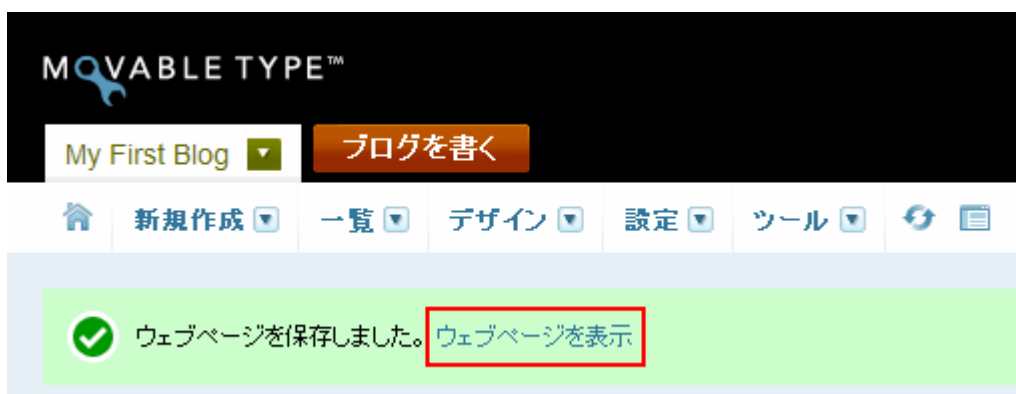 MOVABLE TYPE™
My First Blog ブログを書く
新規作成 一覧 デザイン 設定 ツール
ウェブページを保存しました。ウェブページを表示